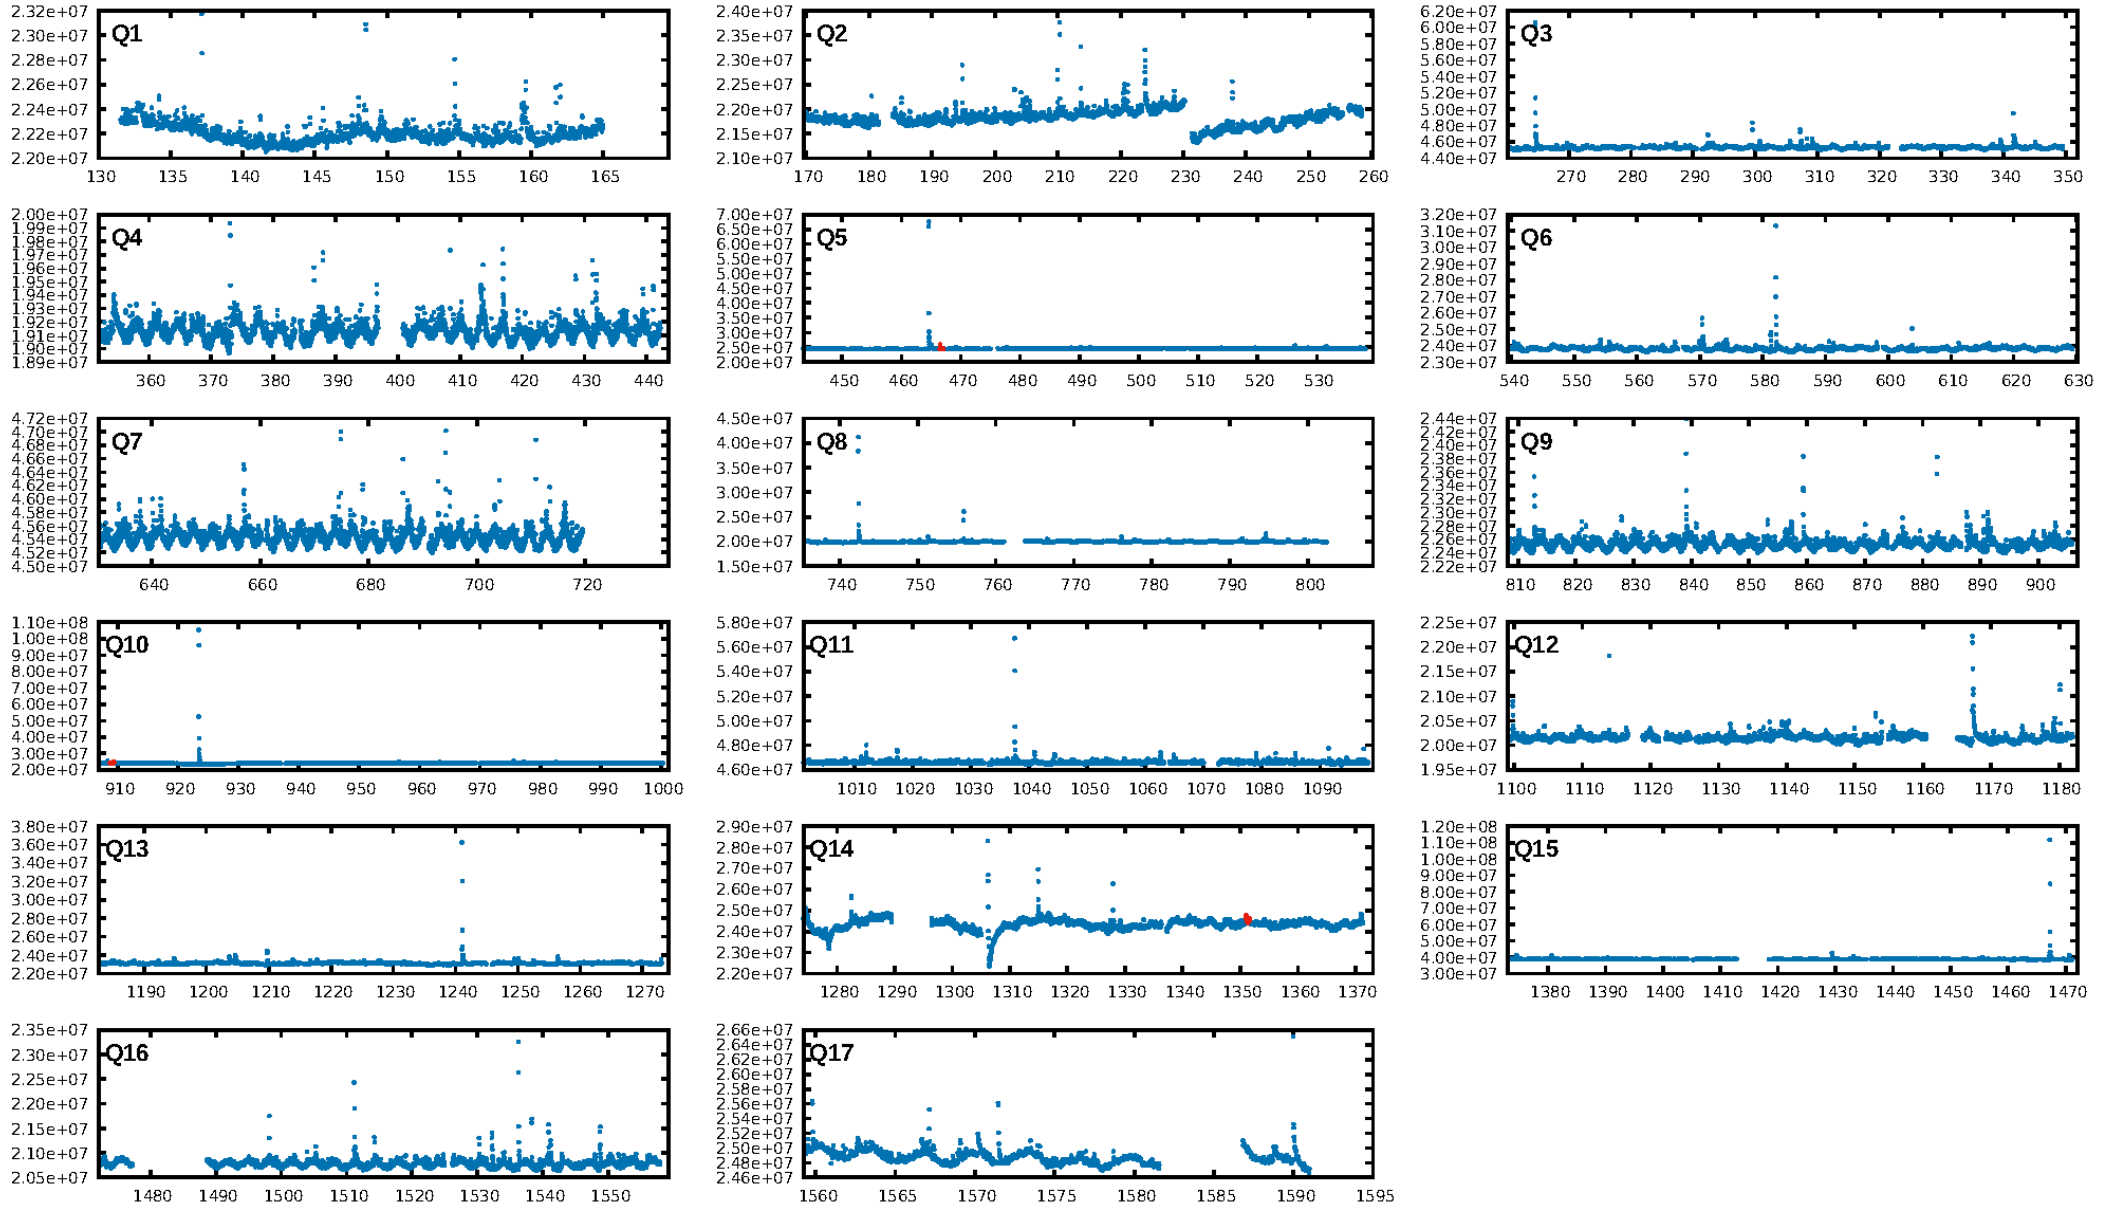 Q1
2.32e+07
2.30e+07
2.28e+07
2.26e+07
2.24e+07
2.22e+07
2.20e+07
130 135 140 145 150 155 160 165
Q2
2.40e+07
2.35e+07
2.30e+07
2.25e+07
2.20e+07
2.15e+07
2.10e+07
170 180 190 200 210 220 230 240 250 260
Q3
6.20e+07
6.00e+07
5.80e+07
5.60e+07
5.40e+07
5.20e+07
5.00e+07
4.80e+07
4.60e+07
4.40e+07
270 280 290 300 310 320 330 340 350
Q4
2.00e+07
1.99e+07
1.98e+07
1.97e+07
1.96e+07
1.95e+07
1.94e+07
1.93e+07
1.92e+07
1.91e+07
1.90e+07
1.89e+07
360 370 380 390 400 410 420 430 440
Q5
7.00e+07
6.50e+07
6.00e+07
5.50e+07
5.00e+07
4.50e+07
4.00e+07
3.50e+07
3.00e+07
2.50e+07
2.00e+07
450 460 470 480 490 500 510 520 530
Q6
3.20e+07
3.10e+07
3.00e+07
2.90e+07
2.80e+07
2.70e+07
2.60e+07
2.50e+07
2.40e+07
2.30e+07
540 550 560 570 580 590 600 610 620 630
Q7
4.72e+07
4.70e+07
4.68e+07
4.66e+07
4.64e+07
4.62e+07
4.60e+07
4.58e+07
4.56e+07
4.54e+07
4.52e+07
4.50e+07
640 660 680 700 720
Q8
4.50e+07
4.00e+07
3.50e+07
3.00e+07
2.50e+07
2.00e+07
1.50e+07
740 750 760 770 780 790 800
Q9
2.44e+07
2.42e+07
2.40e+07
2.38e+07
2.36e+07
2.34e+07
2.32e+07
2.30e+07
2.28e+07
2.26e+07
2.24e+07
2.22e+07
810 820 830 840 850 860 870 880 890 900
Q10
1.10e+08
1.00e+08
9.00e+07
8.00e+07
7.00e+07
6.00e+07
5.00e+07
4.00e+07
3.00e+07
2.00e+07
910 920 930 940 950 960 970 980 990 1000
Q11
5.80e+07
5.60e+07
5.40e+07
5.20e+07
5.00e+07
4.80e+07
4.60e+07
1010 1020 1030 1040 1050 1060 1070 1080 1090
Q12
2.25e+07
2.20e+07
2.15e+07
2.10e+07
2.05e+07
2.00e+07
1.95e+07
1100 1110 1120 1130 1140 1150 1160 1170 1180
Q13
3.80e+07
3.60e+07
3.40e+07
3.20e+07
3.00e+07
2.80e+07
2.60e+07
2.40e+07
2.20e+07
1190 1200 1210 1220 1230 1240 1250 1260 1270
Q14
2.90e+07
2.80e+07
2.70e+07
2.60e+07
2.50e+07
2.40e+07
2.30e+07
2.20e+07
1280 1290 1300 1310 1320 1330 1340 1350 1360 1370
Q15
1.20e+08
1.10e+08
1.00e+08
9.00e+07
8.00e+07
7.00e+07
6.00e+07
5.00e+07
4.00e+07
3.00e+07
1380 1390 1400 1410 1420 1430 1440 1450 1460 1470
Q16
2.35e+07
2.30e+07
2.25e+07
2.20e+07
2.15e+07
2.10e+07
2.05e+07
1480 1490 1500 1510 1520 1530 1540 1550
Q17
2.66e+07
2.64e+07
2.62e+07
2.60e+07
2.58e+07
2.56e+07
2.54e+07
2.52e+07
2.50e+07
2.48e+07
2.46e+07
1560 1565 1570 1575 1580 1585 1590 1595